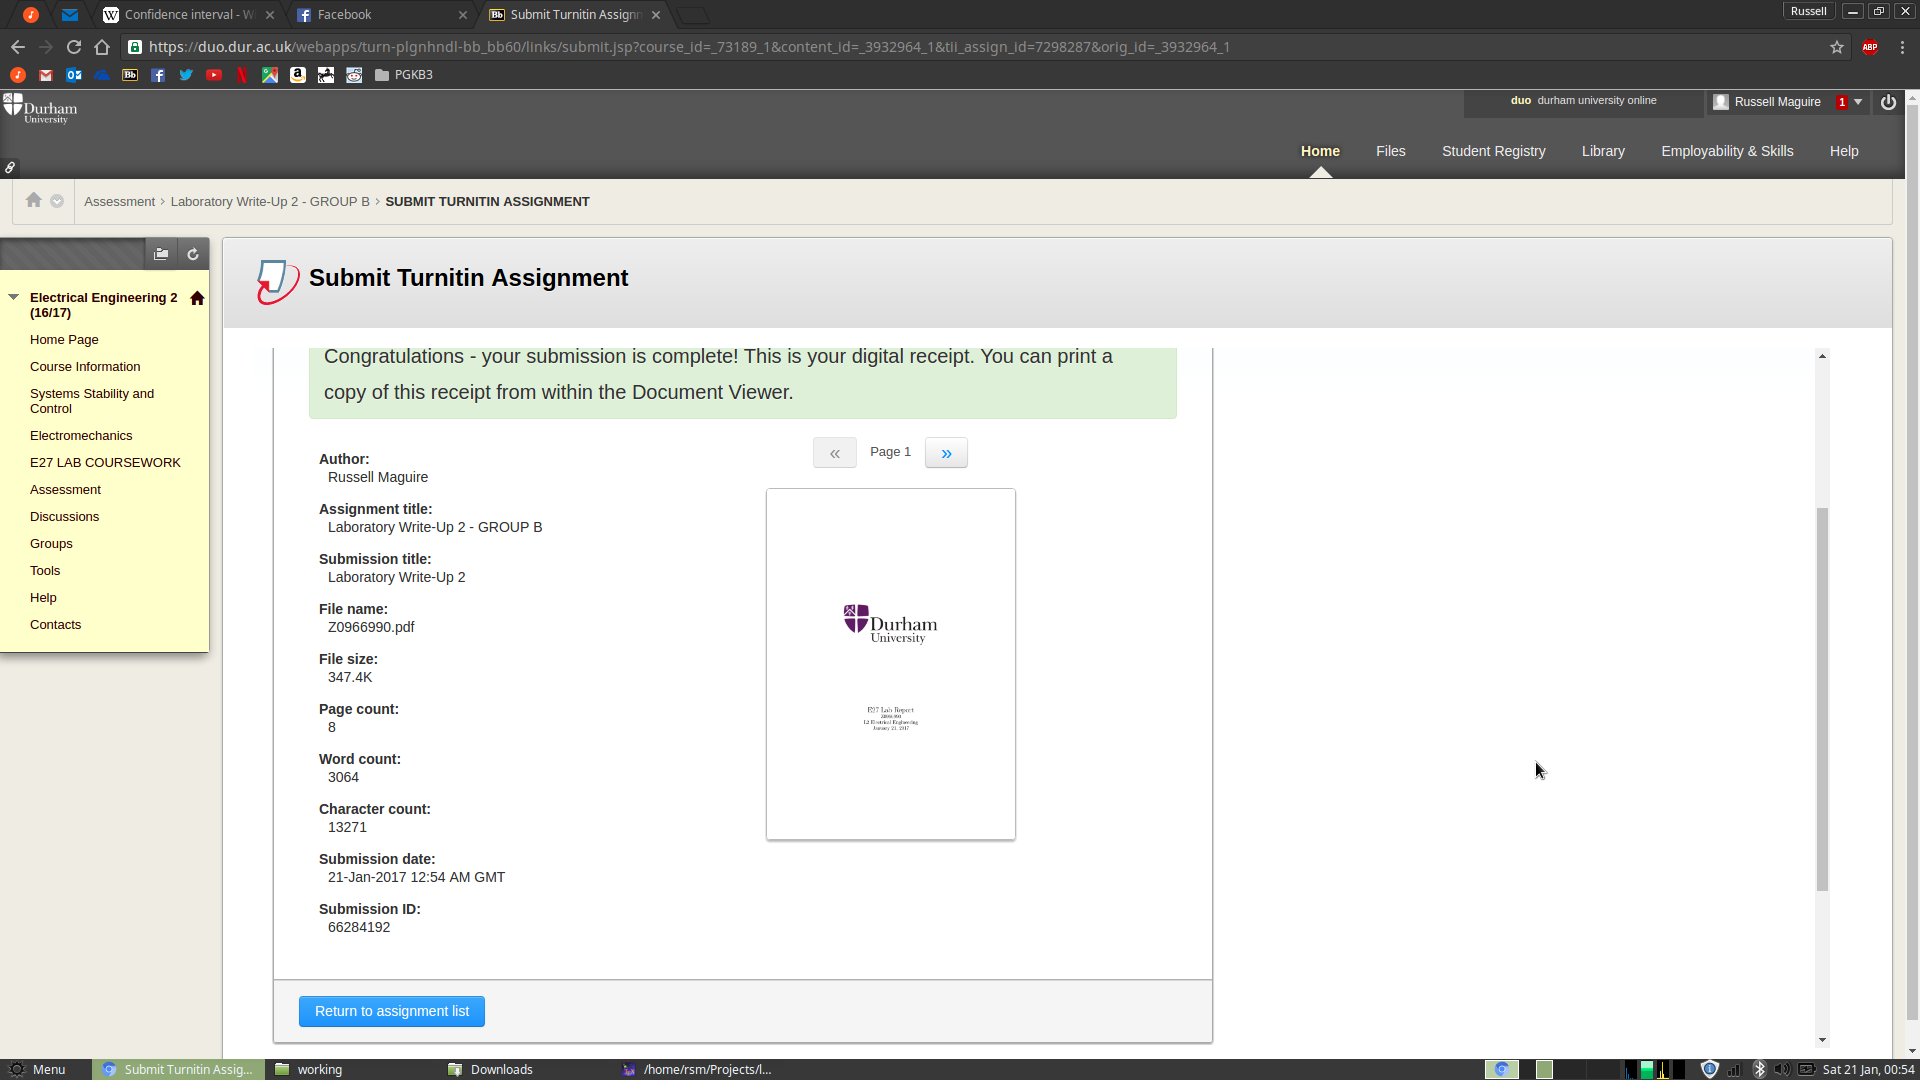 Confidence interval - W
Facebook
Submit Turnitin Assignm
Russell
https://duo.dur.ac.uk/webapps/turn-plgnhndl-bb_bb60/links/submit.jsp?course_id=_73189_1&content_id=_3932964_1&tii_assign_id=7298287&orig_id=_3932964_1
ABP
PGKB3
Durham
University
duo durham university online
Russell Maguire 1
Home
Files
Student Registry
Library
Employability & Skills
Help
Assessment > Laboratory Write-Up 2 - GROUP B > SUBMIT TURNITIN ASSIGNMENT
Electrical Engineering 2
(16/17)
Home Page
Course Information
Systems Stability and
Control
Electromechanics
E27 LAB COURSEWORK
Assessment
Discussions
Groups
Tools
Help
Contacts
Submit Turnitin Assignment
Congratulations - your submission is complete! This is your digital receipt. You can print a
copy of this receipt from within the Document Viewer.
Author:
Russell Maguire
Assignment title:
Laboratory Write-Up 2 - GROUP B
Submission title:
Laboratory Write-Up 2
File name:
Z0966990.pdf
File size:
347.4K
Page count:
8
Word count:
3064
Character count:
13271
Submission date:
21-Jan-2017 12:54 AM GMT
Submission ID:
66284192
« Page 1 »
Durham
University
E27 Lab Report
Z0966990
L2 Electrical Engineering
January 21, 2017
Return to assignment list
Menu
Submit Turnitin Assig...
working
Downloads
/home/rsm/Projects/l...
Sat 21 Jan, 00:54